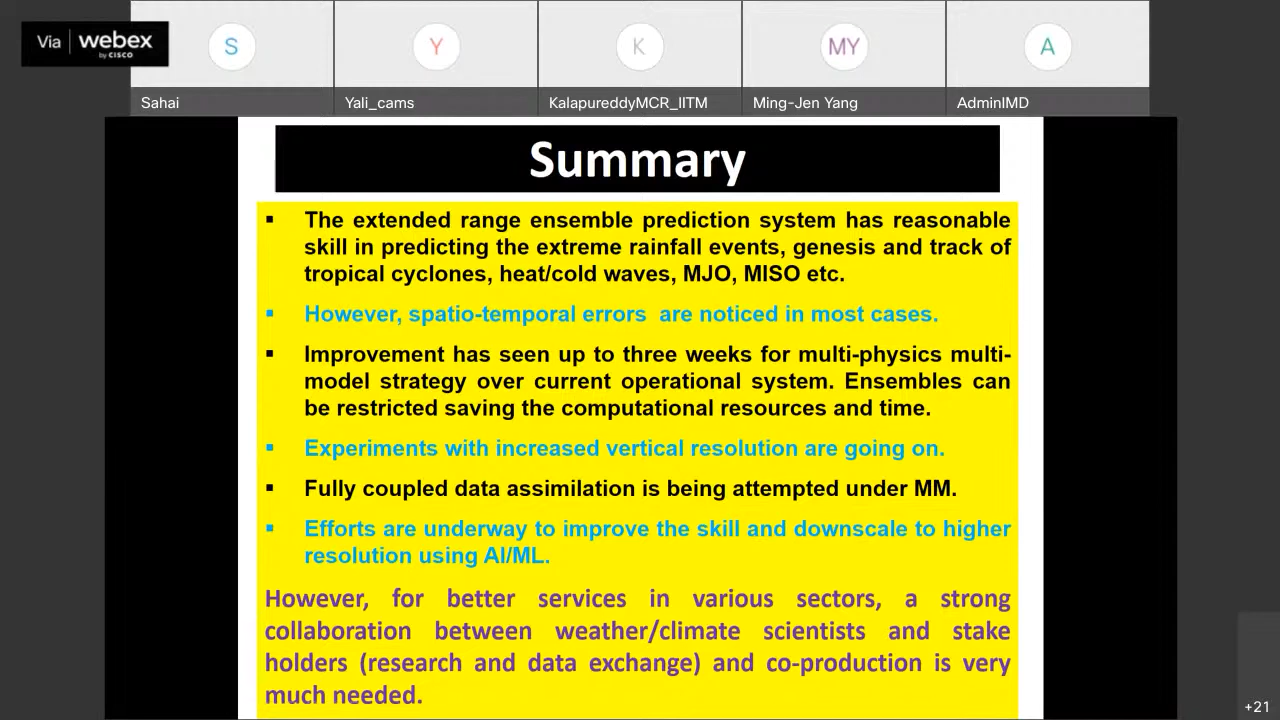 Via webex
by CISCO
S Y K MY A
Sahai Yali_cams KalapureddyMCR_IITM Ming-Jen Yang AdminIMD
Summary
▪ The extended range ensemble prediction system has reasonable
skill in predicting the extreme rainfall events, genesis and track of
tropical cyclones, heat/cold waves, MJO, MISO etc.
▪ However, spatio-temporal errors are noticed in most cases.
▪ Improvement has seen up to three weeks for multi-physics multi-
model strategy over current operational system. Ensembles can
be restricted saving the computational resources and time.
▪ Experiments with increased vertical resolution are going on.
▪ Fully coupled data assimilation is being attempted under MM.
▪ Efforts are underway to improve the skill and downscale to higher
resolution using AI/ML.
However, for better services in various sectors, a strong
collaboration between weather/climate scientists and stake
holders (research and data exchange) and co-production is very
much needed.
+21